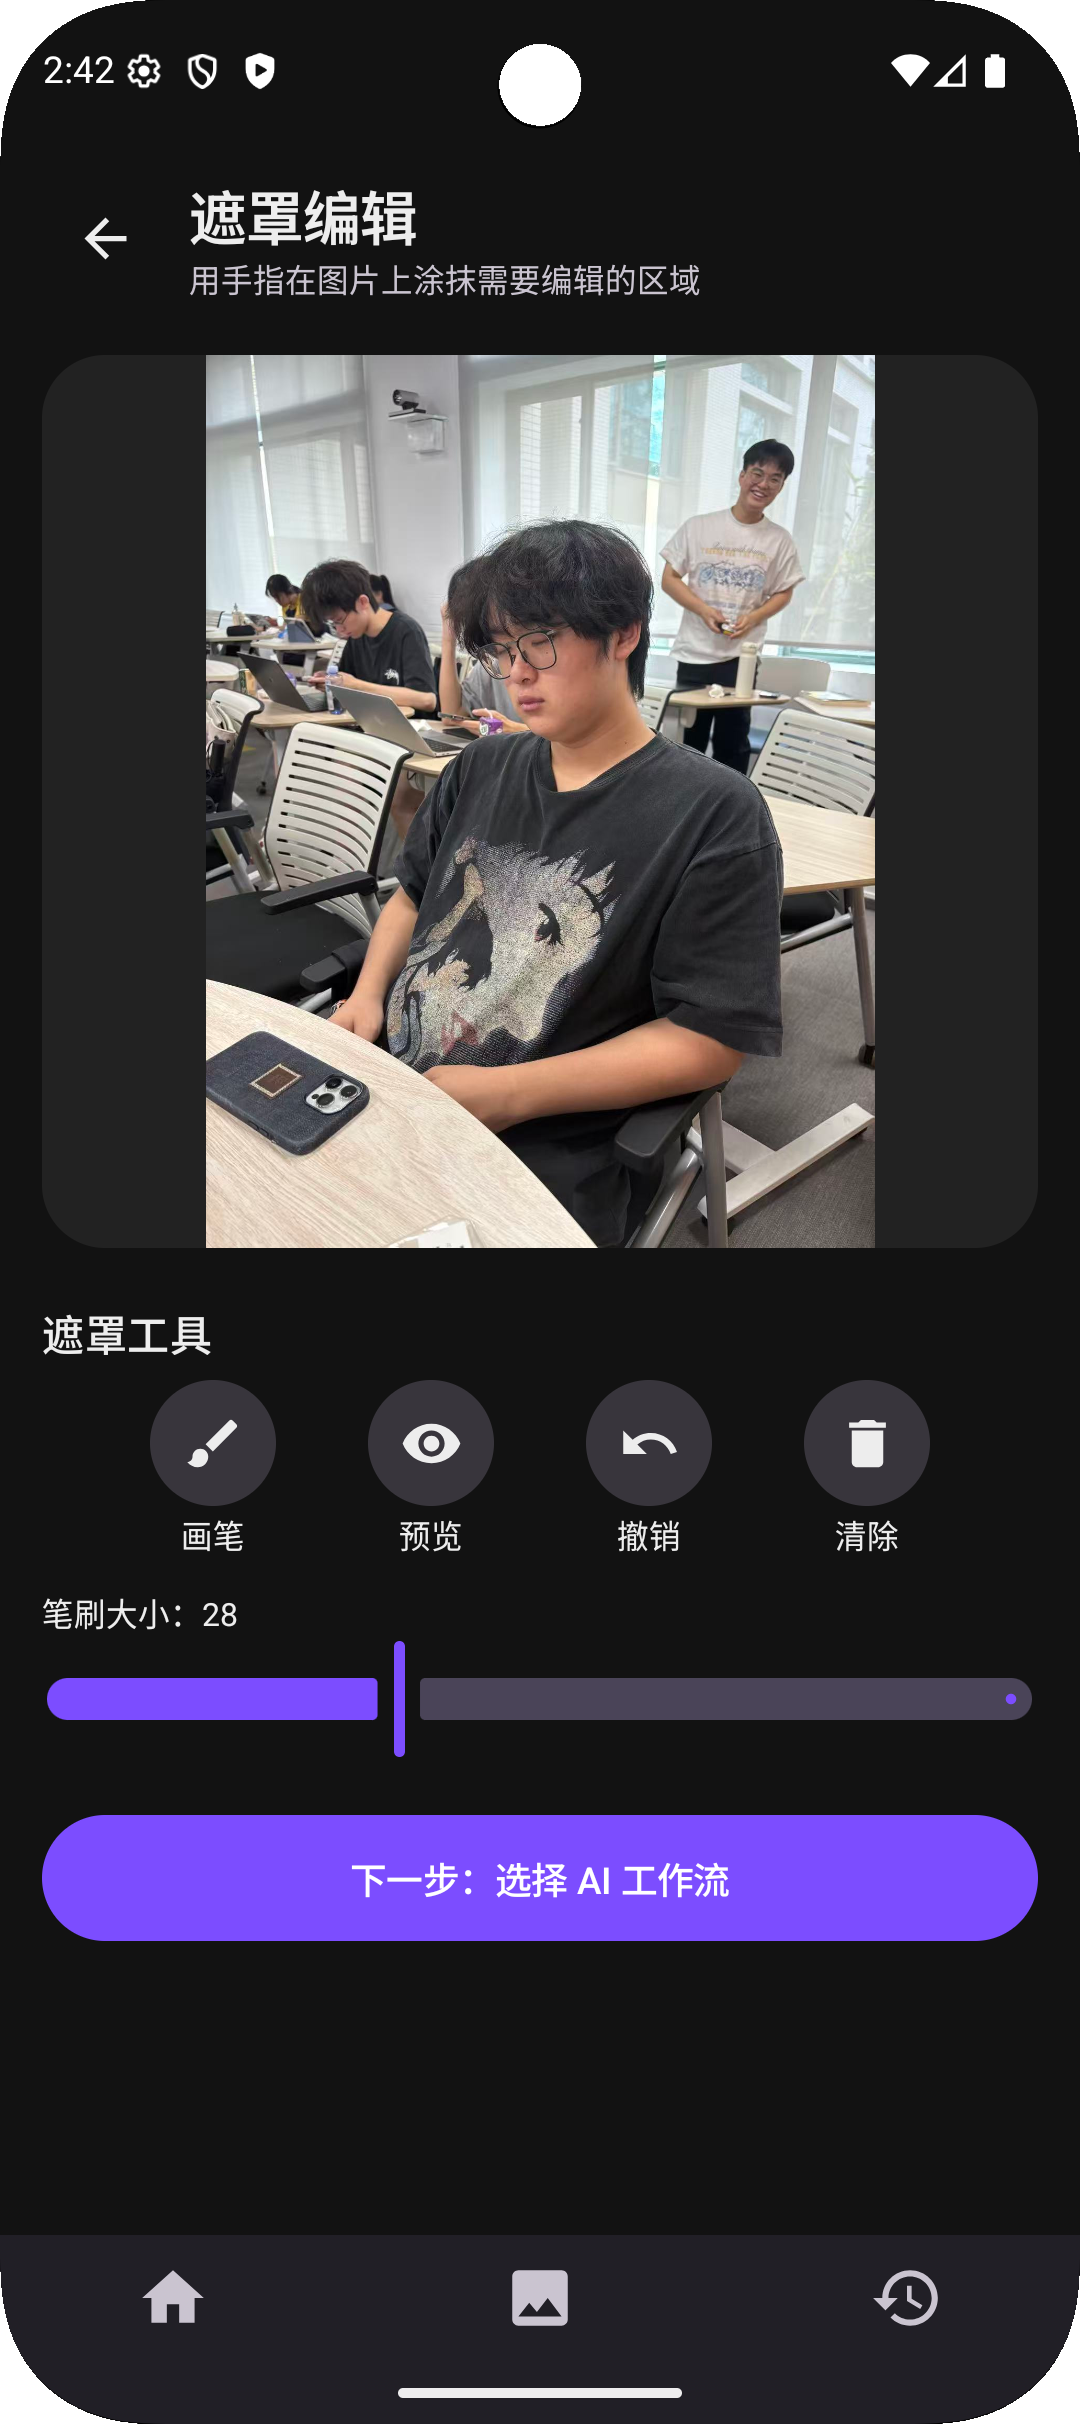 2:42
遮罩编辑
用手指在图片上涂抹需要编辑的区域
遮罩工具
画笔 预览 撤销 清除
笔刷大小：28
下一步：选择 AI 工作流